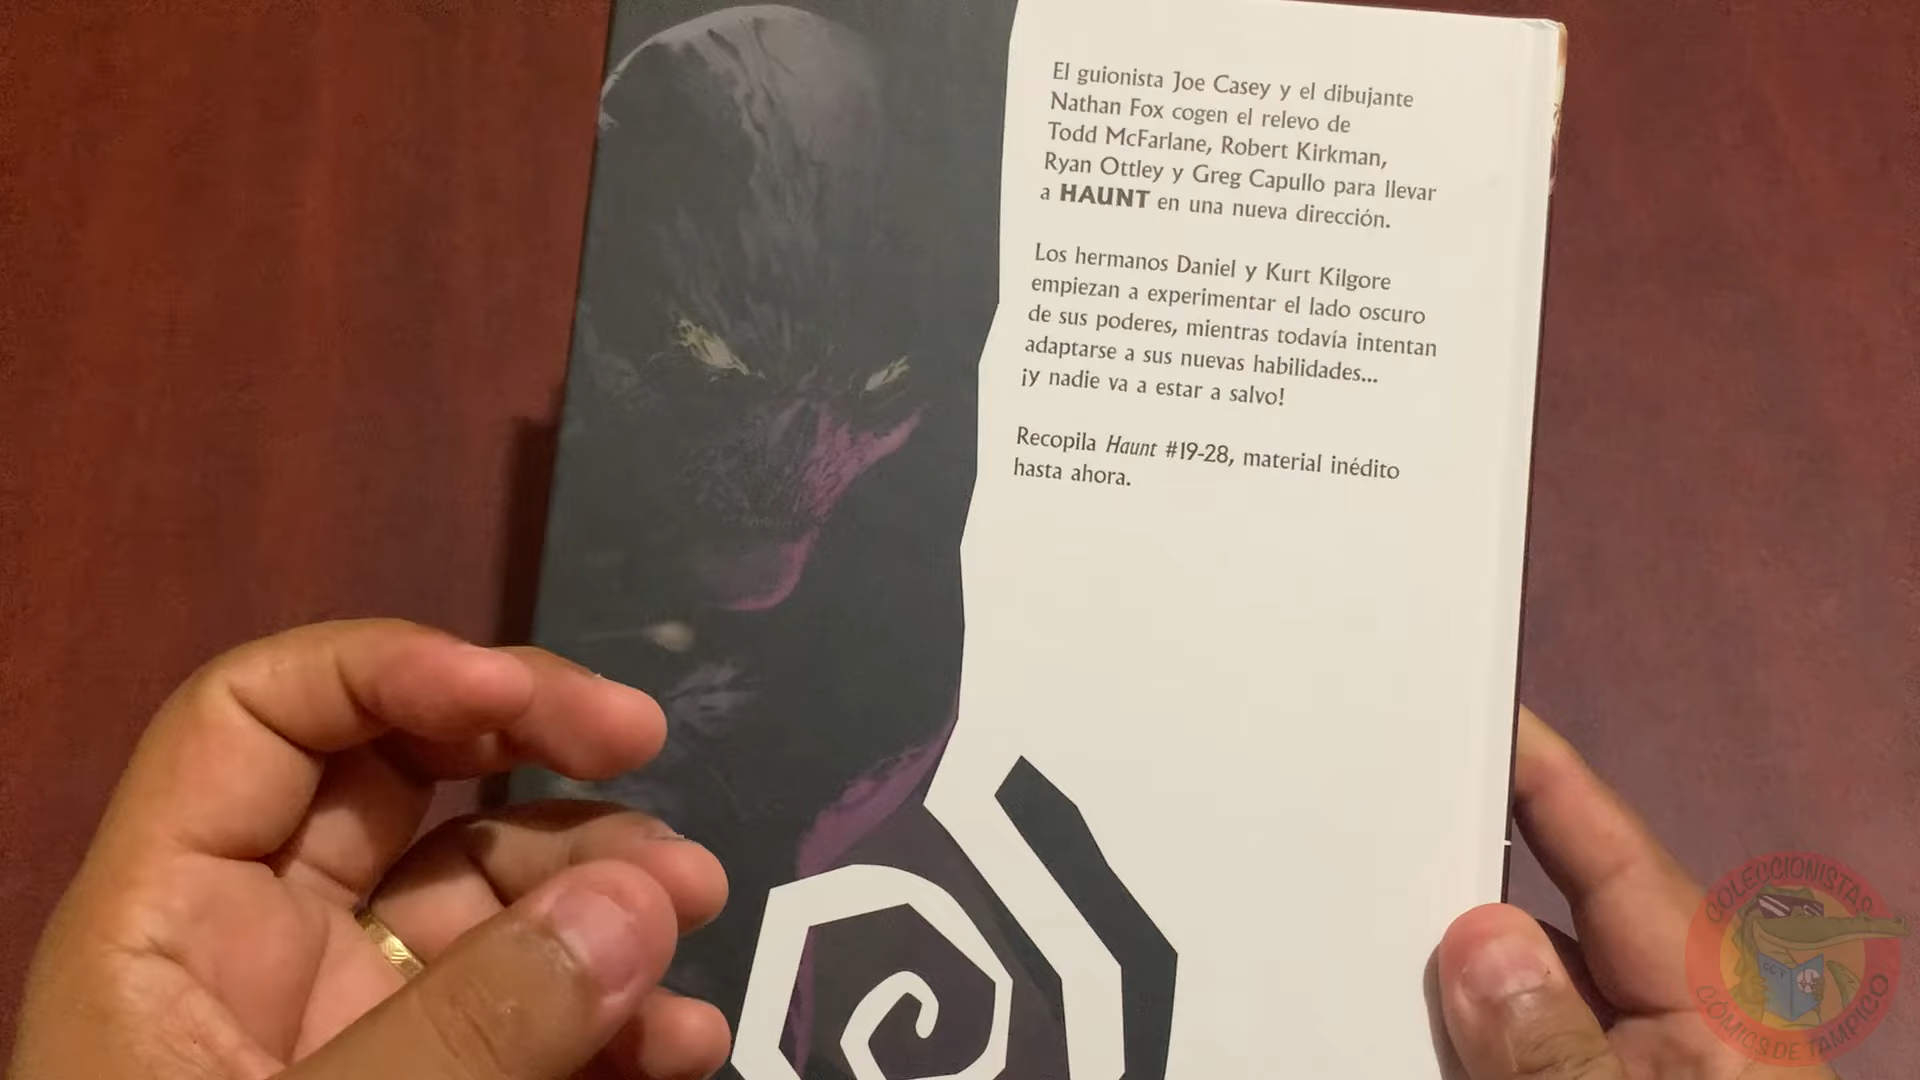 El guionista Joe Casey y el dibujante
Nathan Fox cogen el relevo de
Todd McFarlane, Robert Kirkman,
Ryan Ottley y Greg Capullo para llevar
a HAUNT en una nueva dirección.
Los hermanos Daniel y Kurt Kilgore
empiezan a experimentar el lado oscuro
de sus poderes, mientras todavía intentan
adaptarse a sus nuevas habilidades...
¡y nadie va a estar a salvo!
Recopila Haunt #19-28, material inédito
hasta ahora.
COLECCIONISTAS
CÓMICS DE TAMPICO